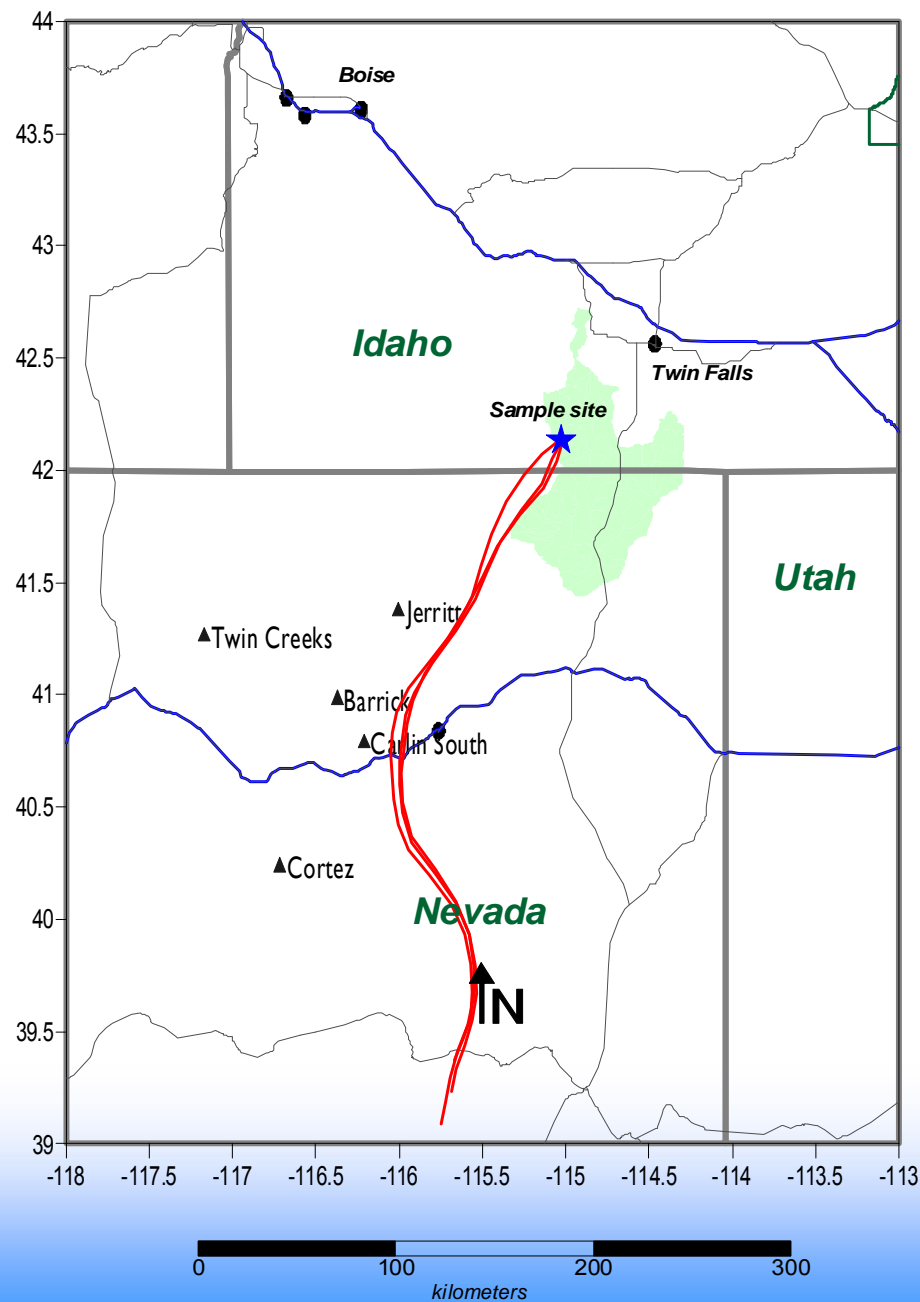 44
Boise
43.5
43
Idaho
42.5
Twin Falls
Sample site
42
Utah
41.5
Jerritt
Twin Creeks
41
Barrick
Carlin South
40.5
Cortez
Nevada
40
N
39.5
39
-118 -117.5 -117 -116.5 -116 -115.5 -115 -114.5 -114 -113.5 -113
0 100 200 300
kilometers